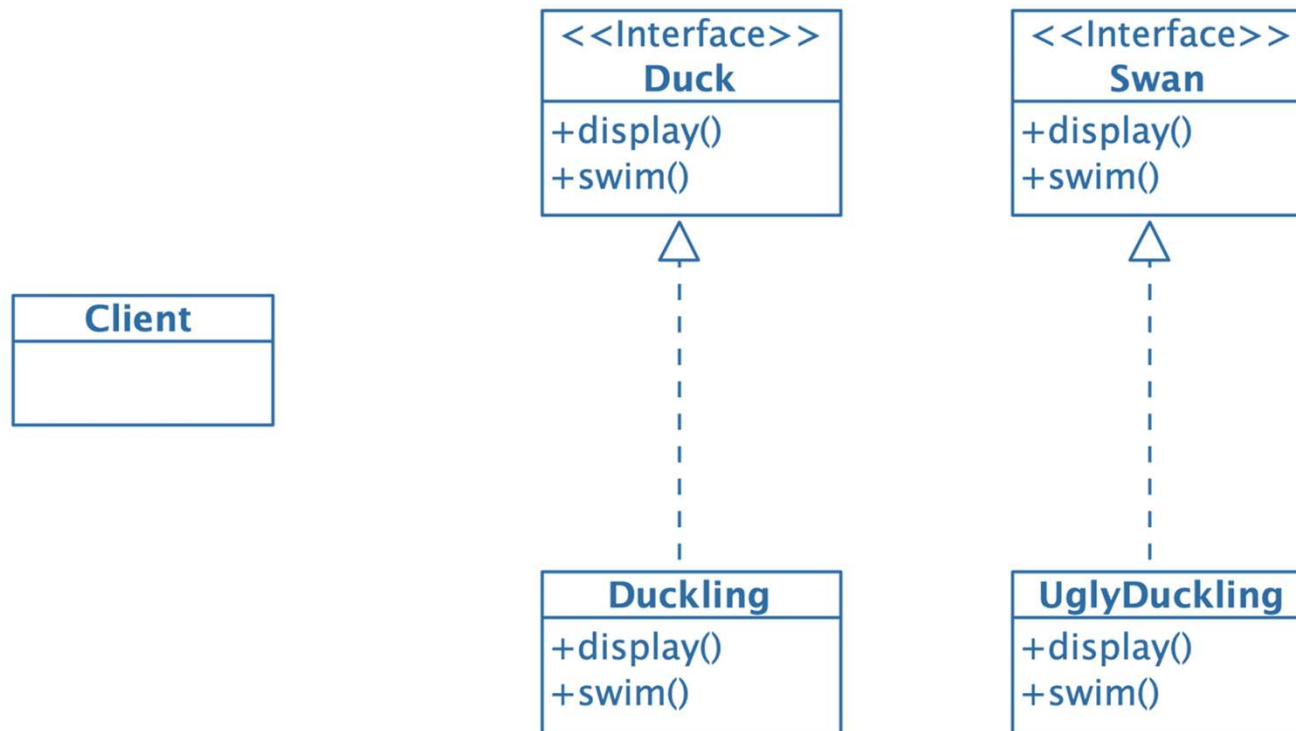 <<Interface>>
Duck
+display()
+swim()
<<Interface>>
Swan
+display()
+swim()
Client
Duckling
+display()
+swim()
UglyDuckling
+display()
+swim()